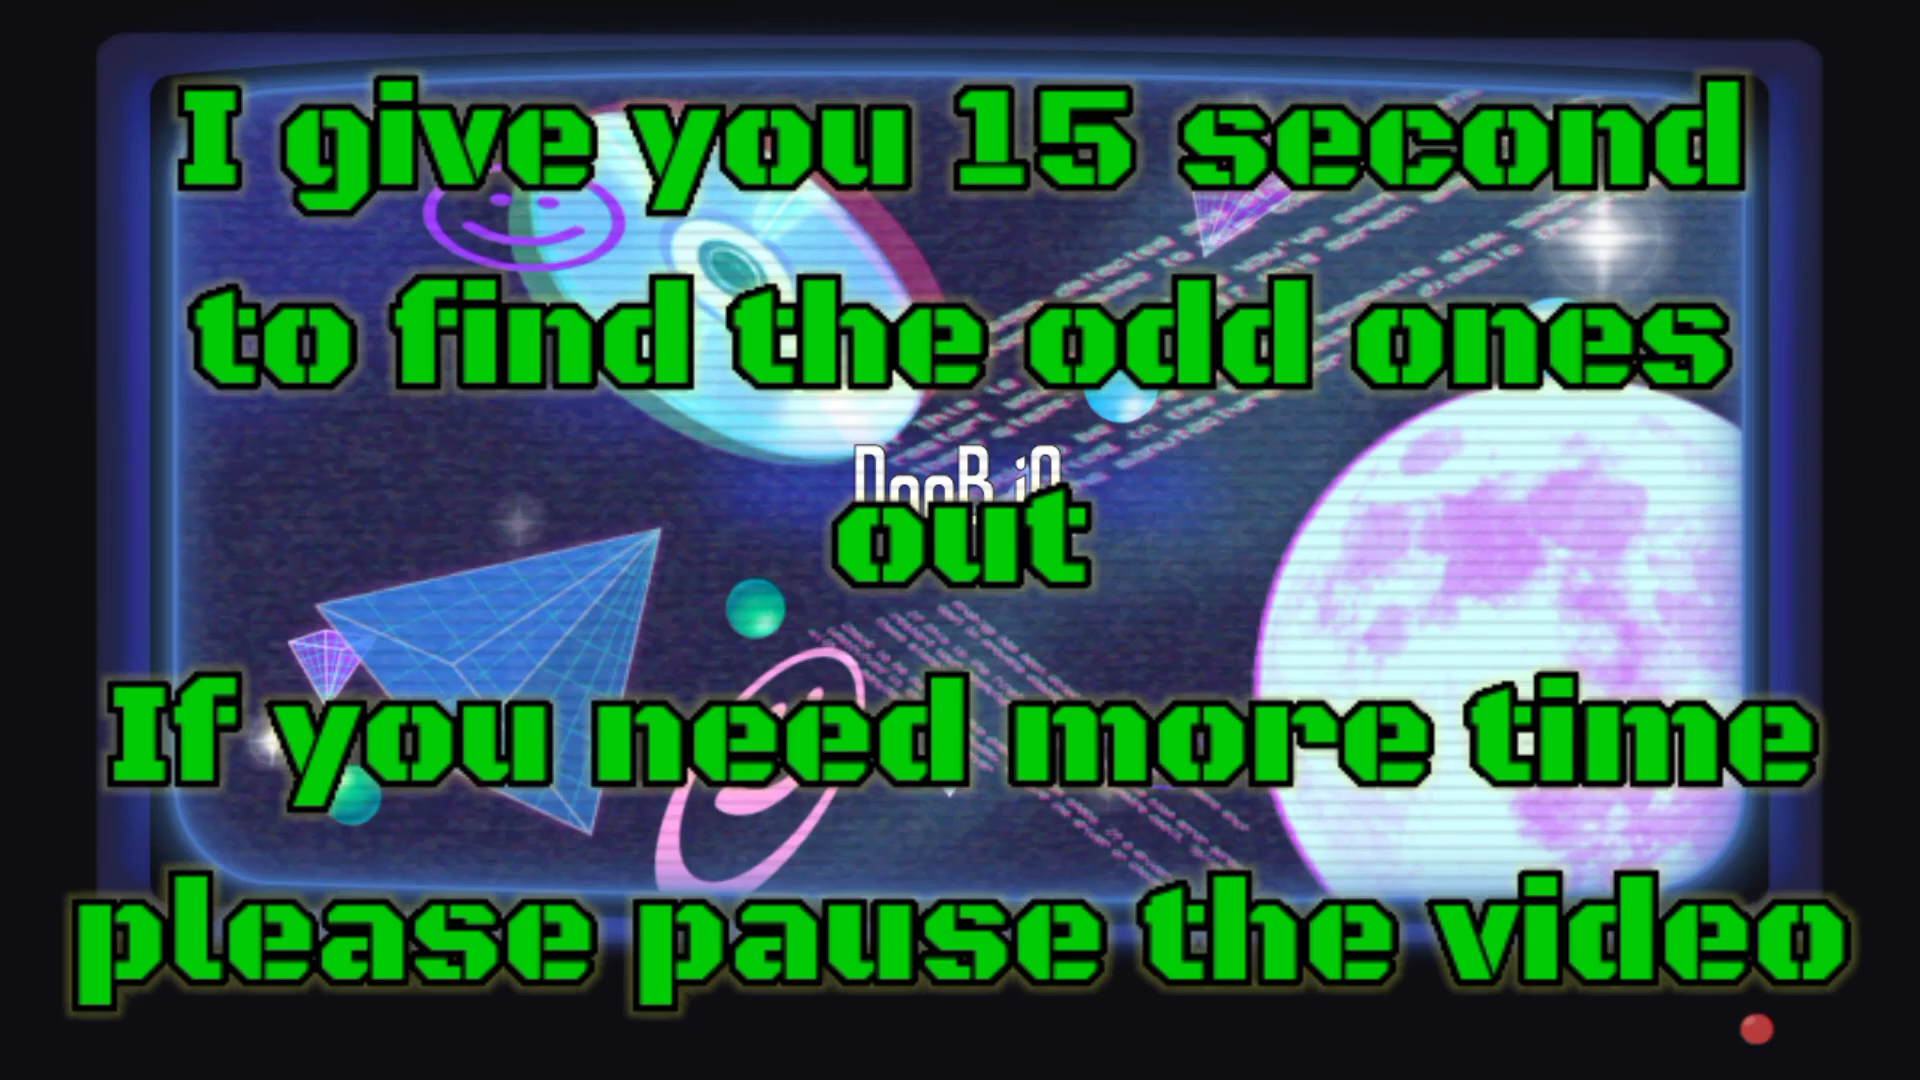 I give you 15 second
to find the odd ones
out
If you need more time
please pause the video